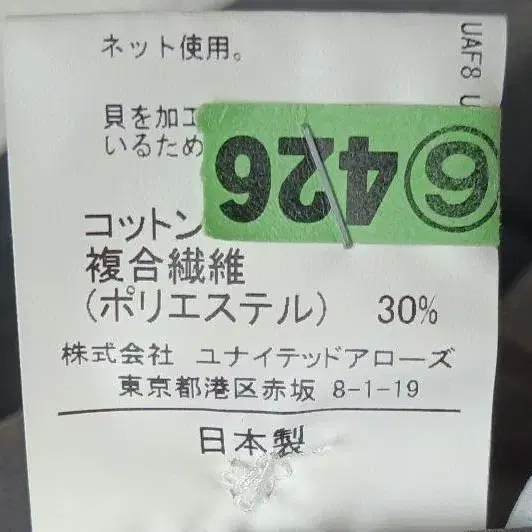 ネット使用。
UAF8 U
貝を加工
いるため
⑥426
コットン
複合繊維
(ポリエステル) 30%
株式会社 ユナイテッドアローズ
東京都港区赤坂 8-1-19
日本製